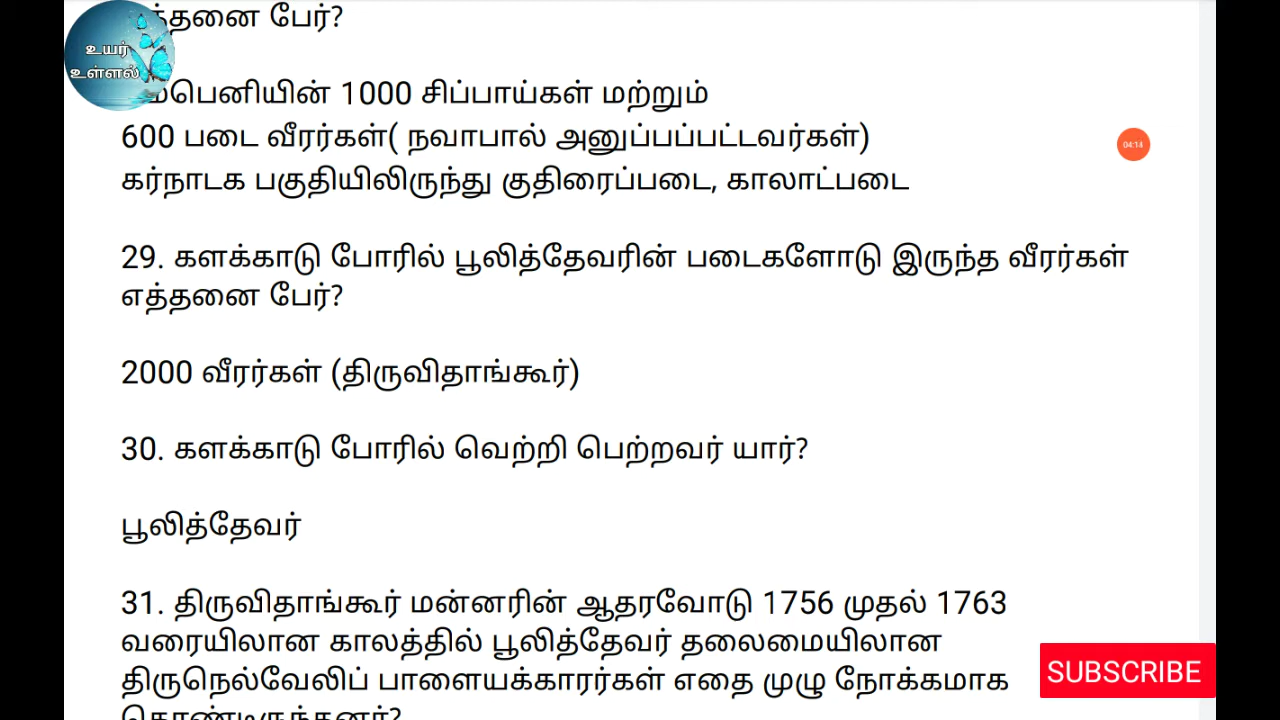 பேர்?
உயர்
உள்ளல்
1000 சிப்பாய்கள் மற்றும்
600 படை வீரர்கள்( நவாபால் அனுப்பப்பட்டவர்கள்)
04:14
கர்நாடக பகுதியிலிருந்து குதிரைப்படை, காலாட்படை
29. களக்காடு போரில் பூலித்தேவரின் படைகளோடு இருந்த வீரர்கள்
எத்தனை பேர்?
2000 வீரர்கள் (திருவிதாங்கூர்)
30. களக்காடு போரில் வெற்றி பெற்றவர் யார்?
பூலித்தேவர்
31. திருவிதாங்கூர் மன்னரின் ஆதரவோடு 1756 முதல் 1763
வரையிலான காலத்தில் பூலித்தேவர் தலைமையிலான
திருநெல்வேலிப் பாளையக்காரர்கள் எதை முழு நோக்கமாக
SUBSCRIBE